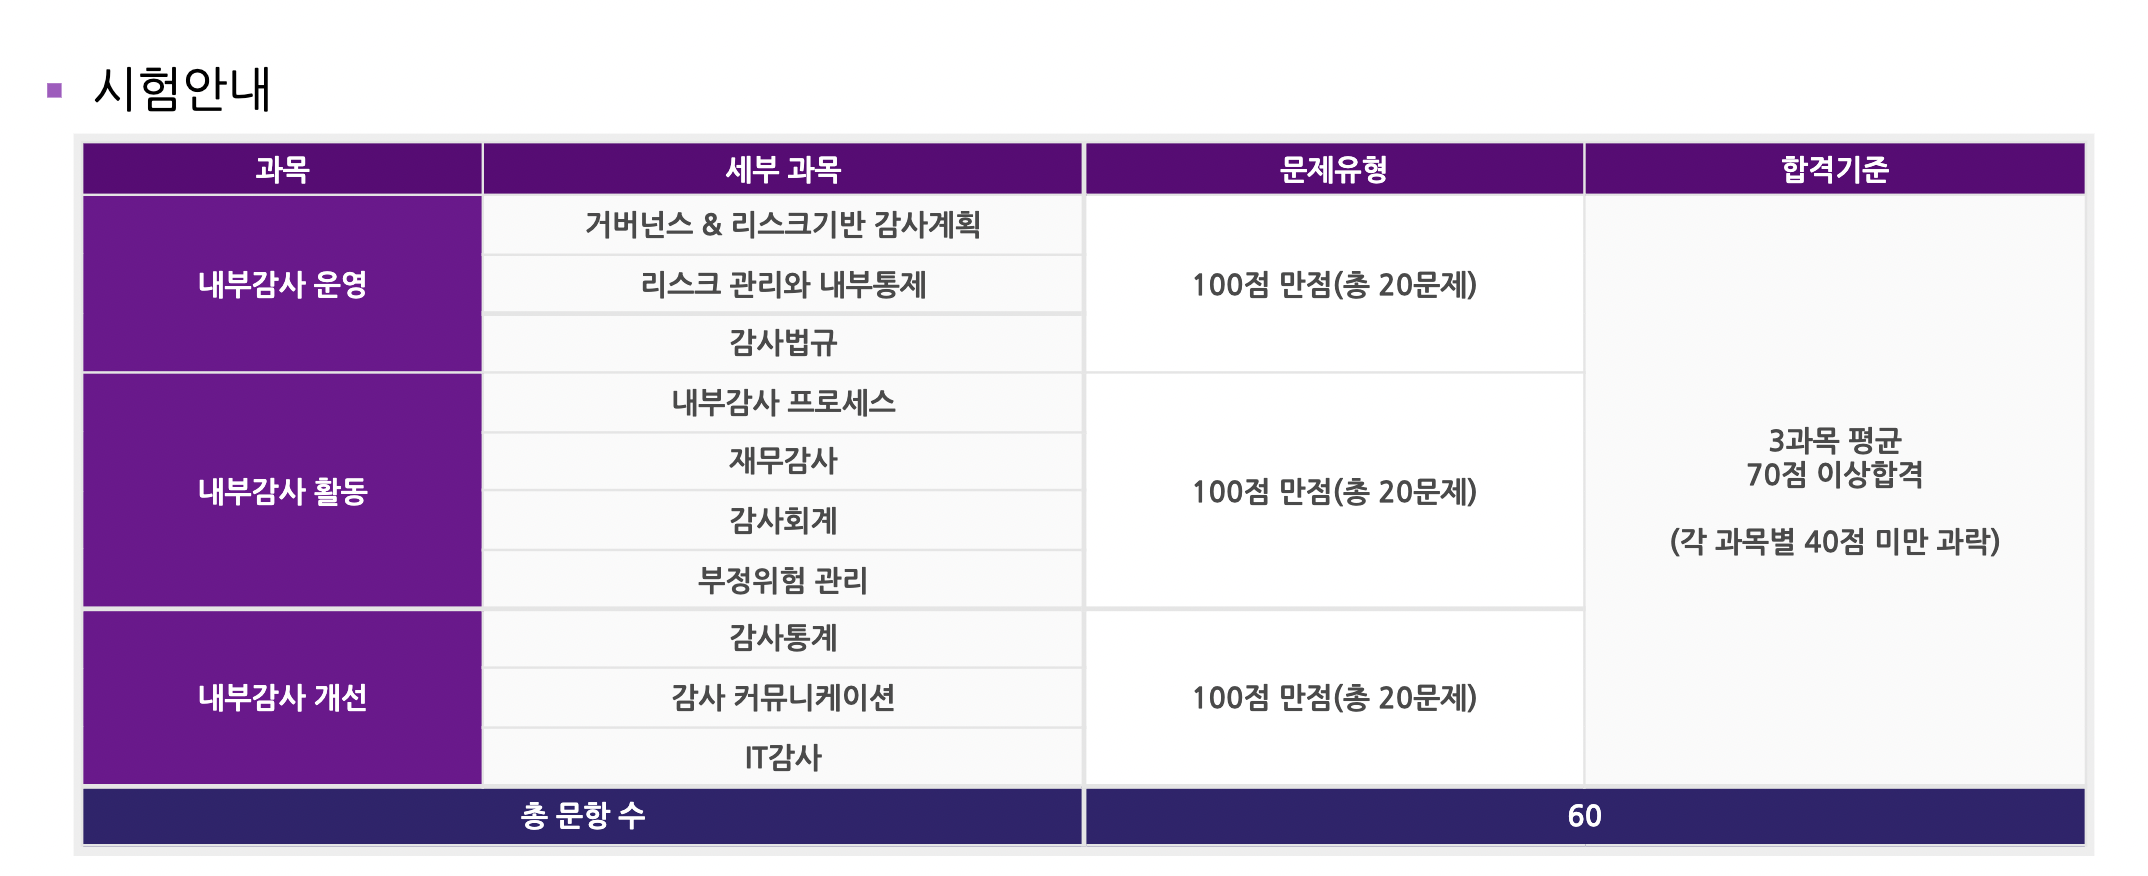 시험안내
과목
세부 과목
문제유형
합격기준
내부감사 운영
거버넌스 & 리스크기반 감사계획
리스크 관리와 내부통제
감사법규
100점 만점(총 20문제)
내부감사 활동
내부감사 프로세스
재무감사
감사회계
부정위험 관리
100점 만점(총 20문제)
내부감사 개선
감사통계
감사 커뮤니케이션
IT감사
100점 만점(총 20문제)
3과목 평균
70점 이상합격
(각 과목별 40점 미만 과락)
총 문항 수
60